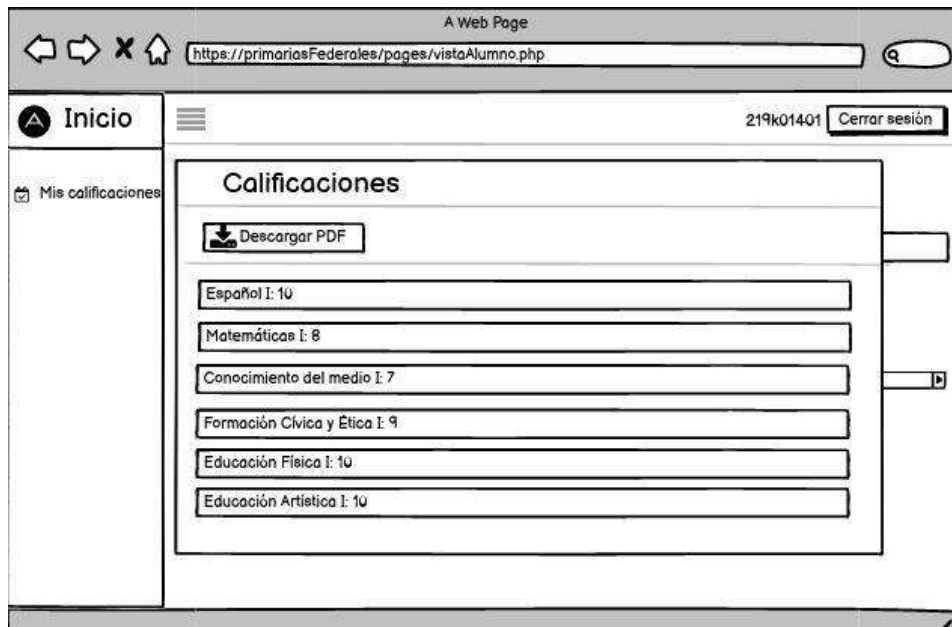 A Web Page
https://primariasFederales/pages/vistaAlumno.php
Inicio
219k01401 Cerrar sesión
Mis calificaciones
Calificaciones
Descargar PDF
Español I: 10
Matemáticas I: 8
Conocimiento del medio I: 7
Formación Cívica y Ética I: 9
Educación Física I: 10
Educación Artística I: 10